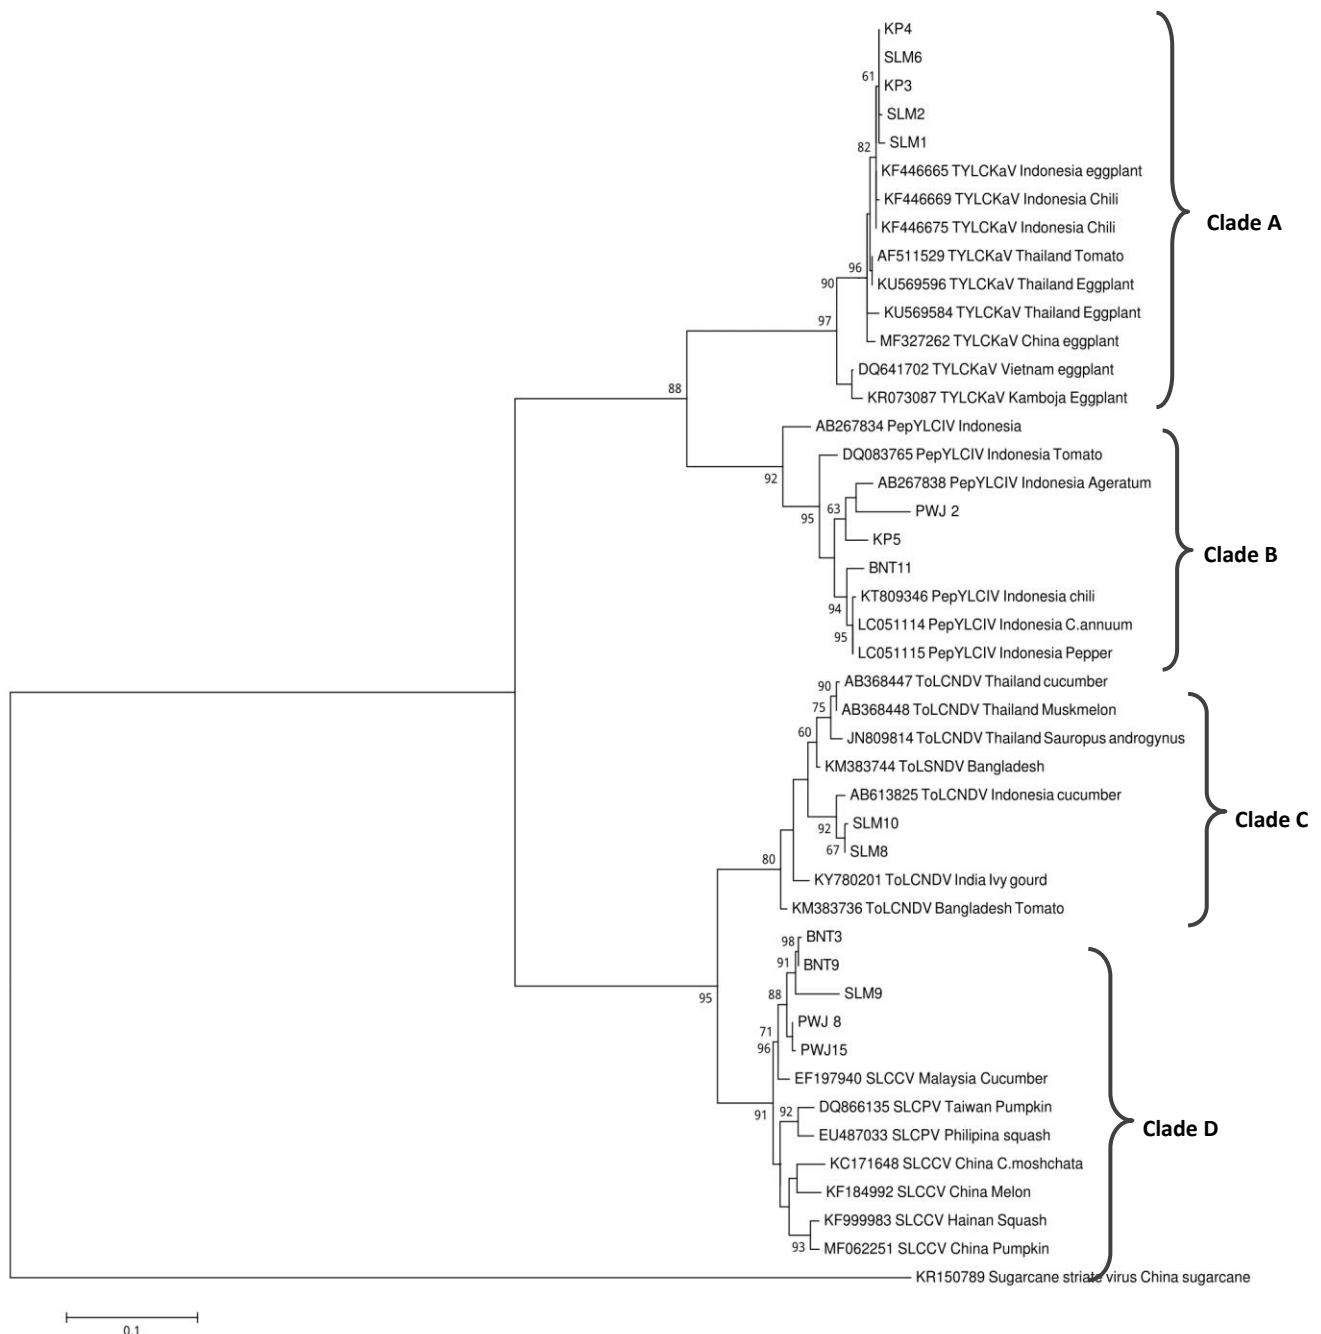 KP4
SLM6
61
KP3
SLM2
SLM1
82
KF446665 TYLCKaV Indonesia eggplant
KF446669 TYLCKaV Indonesia Chili
Clade A
KF446675 TYLCKaV Indonesia Chili
AF511529 TYLCKaV Thailand Tomato
96
90
KU569596 TYLCKaV Thailand Eggplant
KU569584 TYLCKaV Thailand Eggplant
97
MF327262 TYLCKaV China eggplant
DQ641702 TYLCKaV Vietnam eggplant
88
KR073087 TYLCKaV Kamboja Eggplant
AB267834 PepYLCIV Indonesia
DQ083765 PepYLCIV Indonesia Tomato
92
AB267838 PepYLCIV Indonesia Ageratum
63
PWJ 2
95
KP5
Clade B
BNT11
KT809346 PepYLCIV Indonesia chili
94
LC051114 PepYLCIV Indonesia C.annuum
95
LC051115 PepYLCIV Indonesia Pepper
90
AB368447 ToLCNDV Thailand cucumber
75
AB368448 ToLCNDV Thailand Muskmelon
60
JN809814 ToLCNDV Thailand Sauropus androgynus
KM383744 ToLSNDV Bangladesh
AB613825 ToLCNDV Indonesia cucumber
Clade C
92
SLM10
67
SLM8
80
KY780201 ToLCNDV India Ivy gourd
KM383736 ToLCNDV Bangladesh Tomato
98
BNT3
91
BNT9
88
SLM9
95
PWJ 8
71
96
PWJ15
EF197940 SLCCV Malaysia Cucumber
91
92
DQ866135 SLCPV Taiwan Pumpkin
Clade D
EU487033 SLCPV Philipina squash
KC171648 SLCCV China C.moshchata
KF184992 SLCCV China Melon
KF999983 SLCCV Hainan Squash
93
MF062251 SLCCV China Pumpkin
KR150789 Sugarcane striate virus China sugarcane
0.1